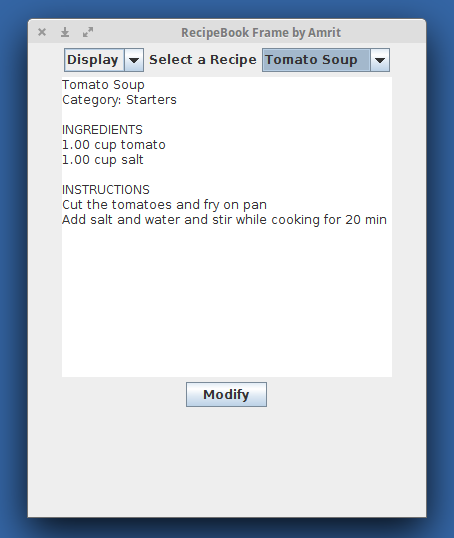 RecipeBook Frame by Amrit
Display Select a Recipe Tomato Soup
Tomato Soup
Category: Starters
INGREDIENTS
1.00 cup tomato
1.00 cup salt
INSTRUCTIONS
Cut the tomatoes and fry on pan
Add salt and water and stir while cooking for 20 min
Modify